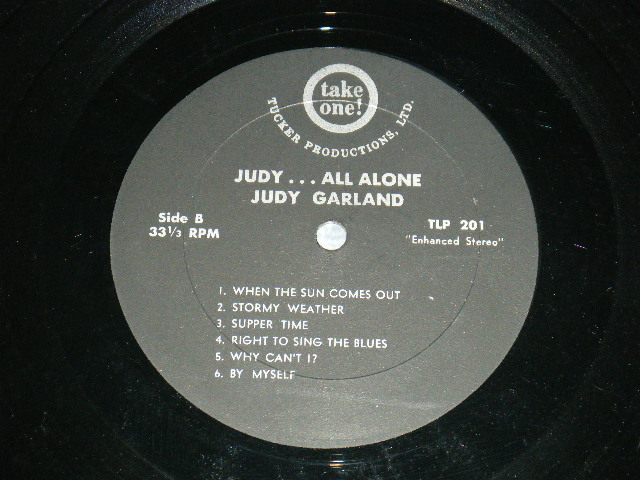 take
one!
TUCKER PRODUCTIONS, LTD.
JUDY...ALL ALONE
JUDY GARLAND
Side B
33⅓ RPM
TLP 201
"Enhanced Stereo"
1. WHEN THE SUN COMES OUT
2. STORMY WEATHER
3. SUPPER TIME
4. RIGHT TO SING THE BLUES
5. WHY CAN'T I?
6. BY MYSELF